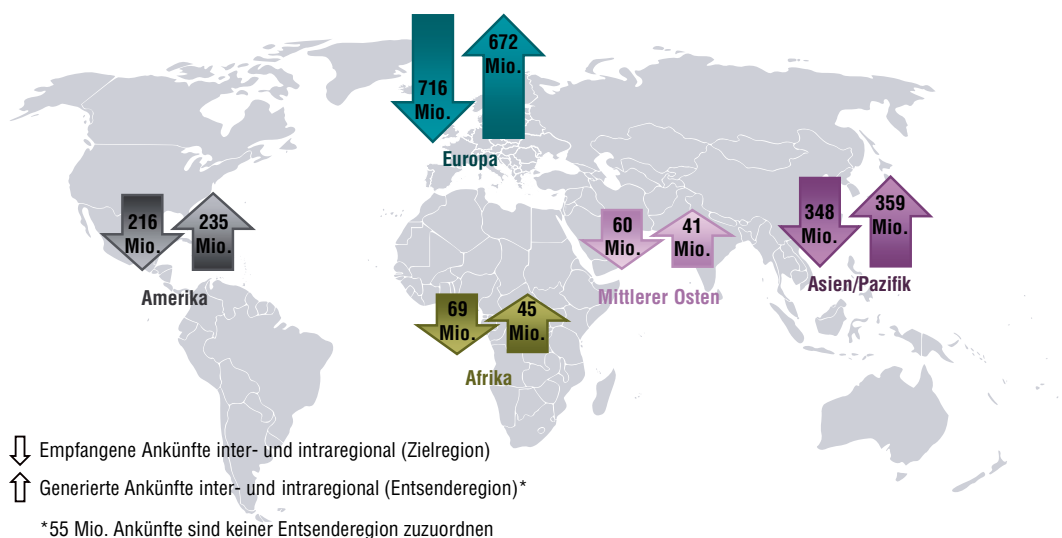 716
Mio.
672
Mio.
Europa
216
Mio.
235
Mio.
Amerika
69
Mio.
45
Mio.
Afrika
60
Mio.
41
Mio.
Mittlerer Osten
348
Mio.
359
Mio.
Asien/Pazifik
Empfangene Ankünfte inter- und intraregional (Zielregion)
Generierte Ankünfte inter- und intraregional (Entsenderegion)*
*55 Mio. Ankünfte sind keiner Entsenderegion zuzuordnen